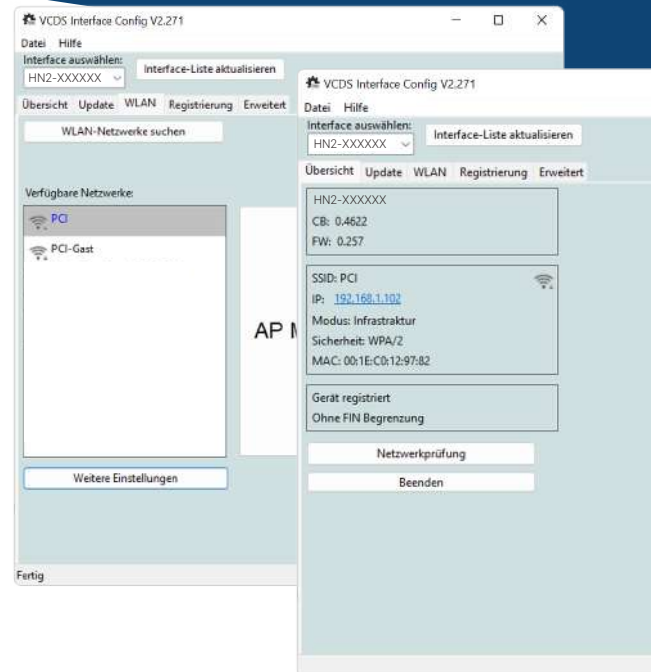 VCDS Interface Config V2.271
Datei Hilfe
Interface auswählen:
HN2-XXXXXX
Interface-Liste aktualisieren
Übersicht Update WLAN Registrierung Erweitert
WLAN-Netzwerke suchen
Verfügbare Netzwerke:
PCI
PCI-Gast
AP
Weitere Einstellungen
Fertig
VCDS Interface Config V2.271
Datei Hilfe
Interface auswählen:
HN2-XXXXXX
Interface-Liste aktualisieren
Übersicht Update WLAN Registrierung Erweitert
HN2-XXXXXX
CB: 0.4622
FW: 0.257
SSID: PCI
IP: 192.168.1.102
Modus: Infrastraktur
Sicherheit: WPA/2
MAC: 00:1E:C0:12:97:82
Gerät registriert
Ohne FIN Begrenzung
Netzwerkprüfung
Beenden